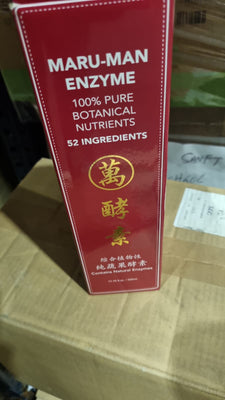 MARU-MAN
ENZYME
100% PURE
BOTANICAL
NUTRIENTS
52 INGREDIENTS
萬
酵
素
綜合植物性
純蔬果酵素
Contains Natural Enzymes